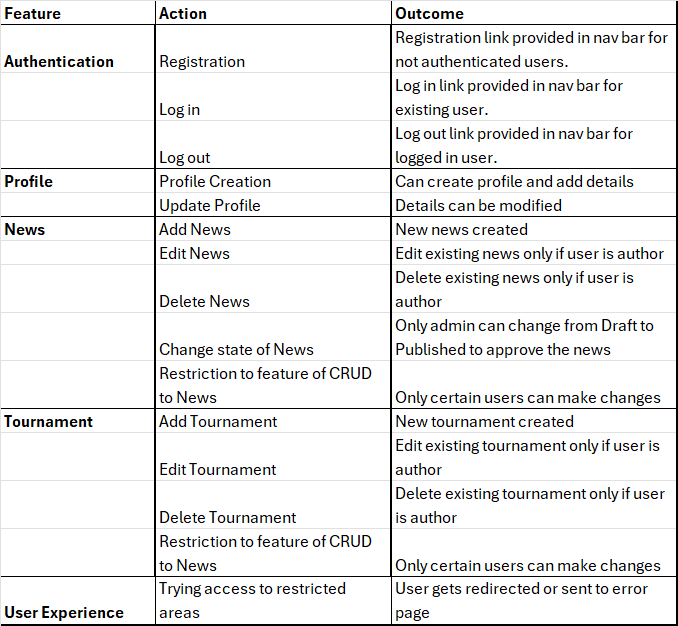 Feature Action Outcome
Registration link provided in nav bar for
Authentication Registration not authenticated users.
Log in link provided in nav bar for
Log in existing user.
Log out link provided in nav bar for
Log out logged in user.
Profile Profile Creation Can create profile and add details
Update Profile Details can be modified
News Add News New news created
Edit News Edit existing news only if user is author
Delete existing news only if user is
Delete News author
Only admin can change from Draft to
Change state of News Published to approve the news
Restriction to feature of CRUD
to News Only certain users can make changes
Tournament Add Tournament New tournament created
Edit existing tournament only if user is
Edit Tournament author
Delete existing tournament only if user
Delete Tournament is author
Restriction to feature of CRUD
to News Only certain users can make changes
Trying access to restricted User gets redirected or sent to error
User Experience areas page